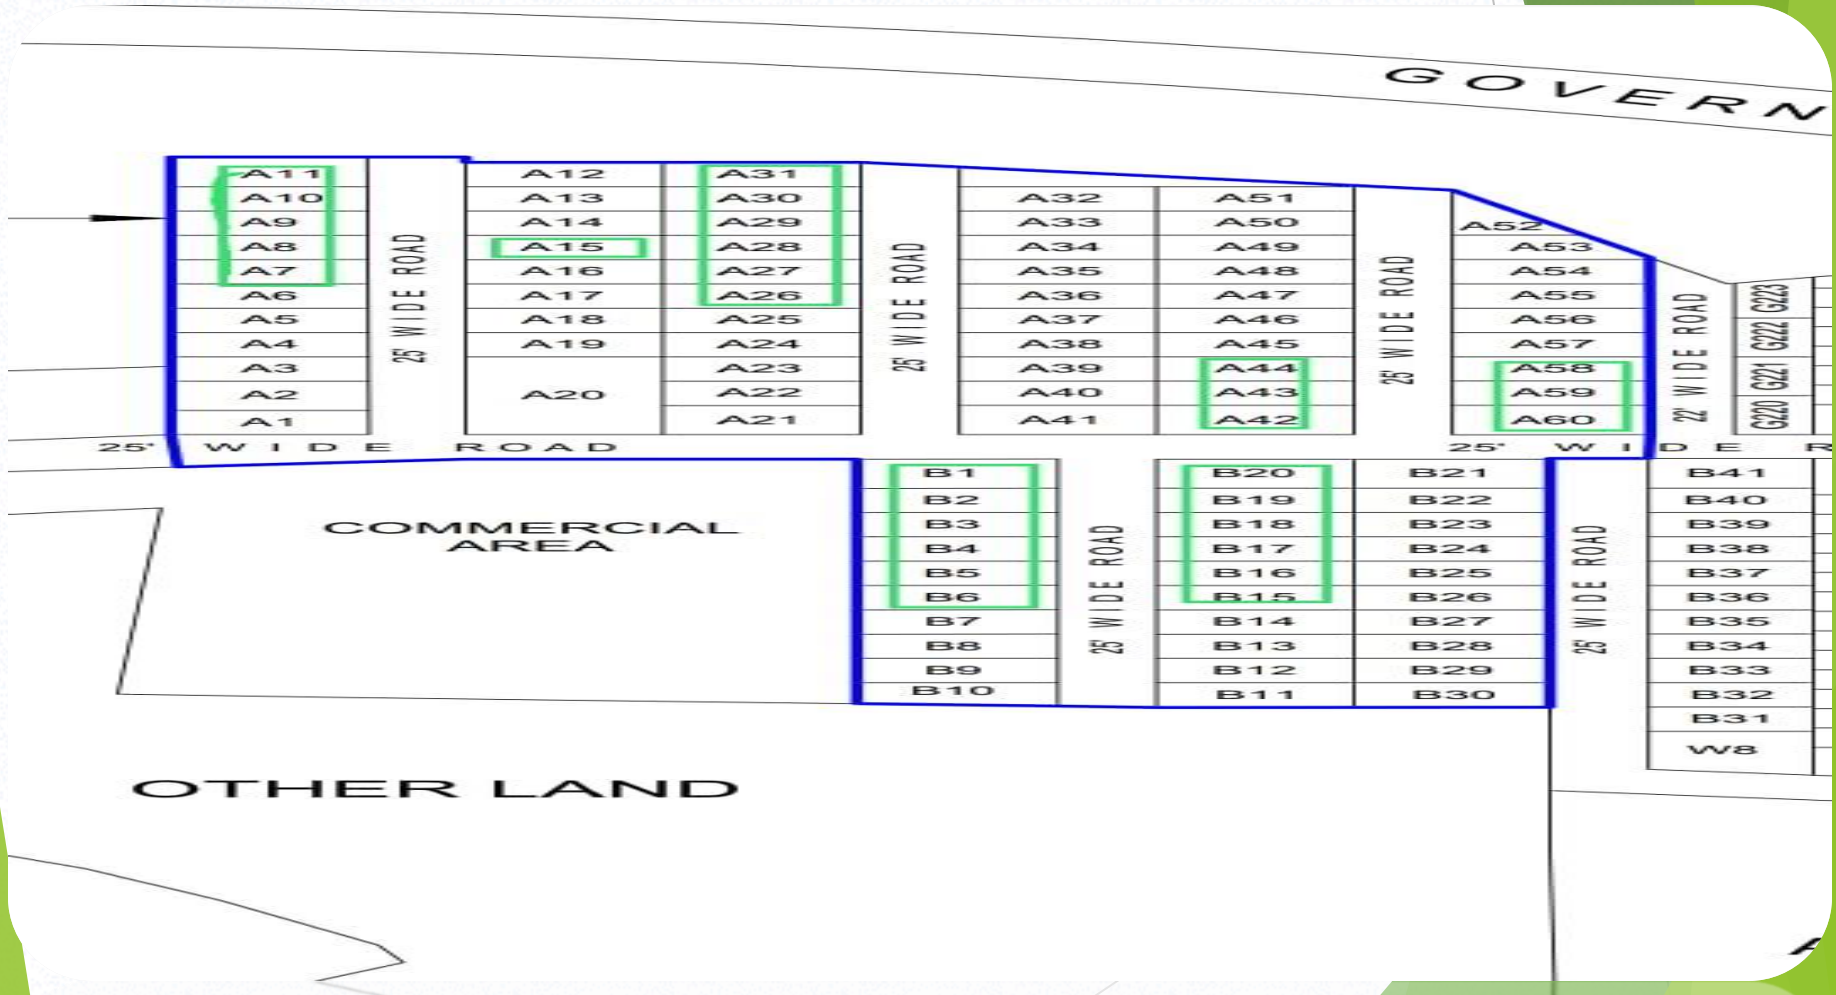 GOVERN
A11
A10
A9
A8
A7
A6
A5
A4
A3
A2
A1
25' WIDE ROAD
A12
A13
A14
A15
A16
A17
A18
A19
A20
A31
A30
A29
A28
A27
A26
A25
A24
A23
A22
A21
25' WIDE ROAD
A32
A33
A34
A35
A36
A37
A38
A39
A40
A41
A51
A50
A49
A48
A47
A46
A45
A44
A43
A42
25' WIDE ROAD
A52
A53
A54
A55
A56
A57
A58
A59
A60
22' WIDE ROAD
G223
G222
G221
G220
25' WIDE ROAD
25' WIDE R
COMMERCIAL
AREA
B1
B2
B3
B4
B5
B6
B7
B8
B9
B10
25' WIDE ROAD
B20
B19
B18
B17
B16
B15
B14
B13
B12
B11
B21
B22
B23
B24
B25
B26
B27
B28
B29
B30
25' WIDE ROAD
B41
B40
B39
B38
B37
B36
B35
B34
B33
B32
B31
W8
OTHER LAND
A